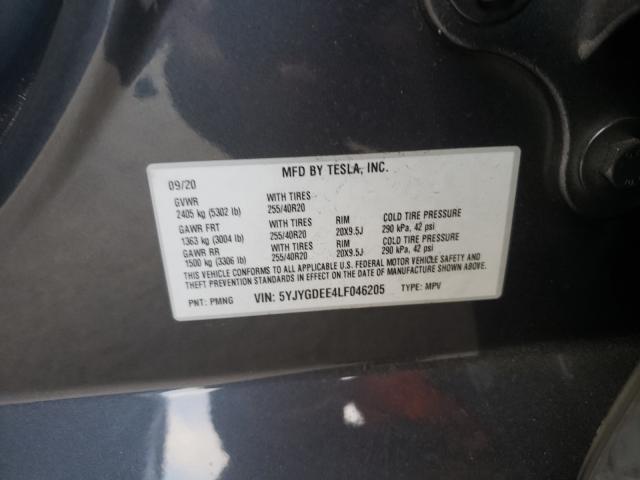 MFD BY TESLA, INC.
09/20
GVWR WITH TIRES
2405 kg (5302 lb) 255/40R20
GAWR FRT WITH TIRES RIM COLD TIRE PRESSURE
1363 kg (3004 lb) 255/40R20 20X9.5J 290 kPa, 42 psi
GAWR RR WITH TIRES RIM COLD TIRE PRESSURE
1500 kg (3306 lb) 255/40R20 20X9.5J 290 kPa, 42 psi
THIS VEHICLE CONFORMS TO ALL APPLICABLE U.S. FEDERAL MOTOR VEHICLE SAFETY AND
THEFT PREVENTION STANDARDS IN EFFECT ON THE DATE OF MANUFACTURE SHOWN ABOVE.
PNT: PMNG VIN: 5YJYGDEE4LF046205 TYPE: MPV